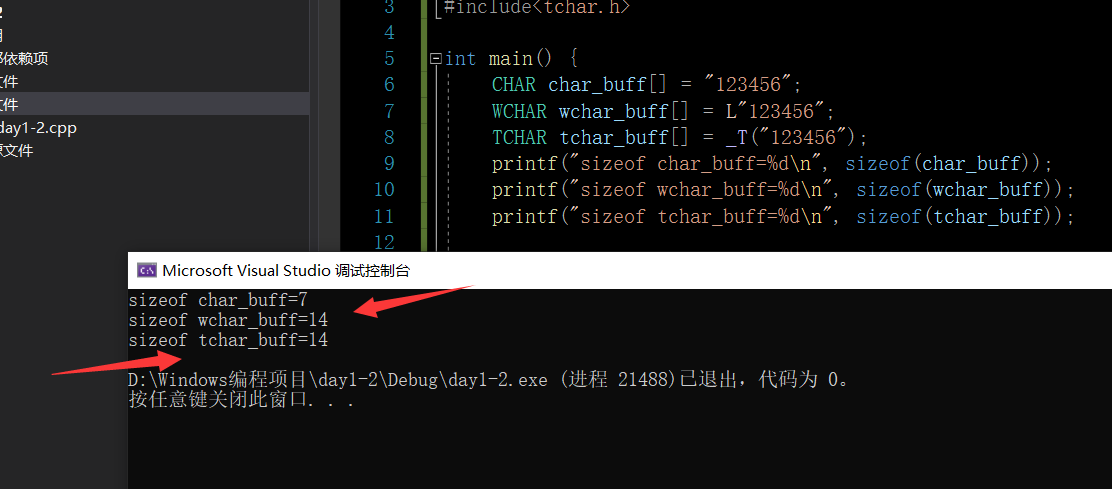 2
部依赖项
文件
文件
day1-2.cpp
原文件
3 #include<tchar.h>
4
5 int main() {
6 CHAR char_buff[] = "123456";
7 WCHAR wchar_buff[] = L"123456";
8 TCHAR tchar_buff[] = _T("123456");
9 printf("sizeof char_buff=%d\n", sizeof(char_buff));
10 printf("sizeof wchar_buff=%d\n", sizeof(wchar_buff));
11 printf("sizeof tchar_buff=%d\n", sizeof(tchar_buff));
12
C:\ Microsoft Visual Studio 调试控制台
sizeof char_buff=7
sizeof wchar_buff=14
sizeof tchar_buff=14
D:\Windows编程项目\day1-2\Debug\day1-2.exe (进程 21488)已退出，代码为 0。
按任意键关闭此窗口. . .